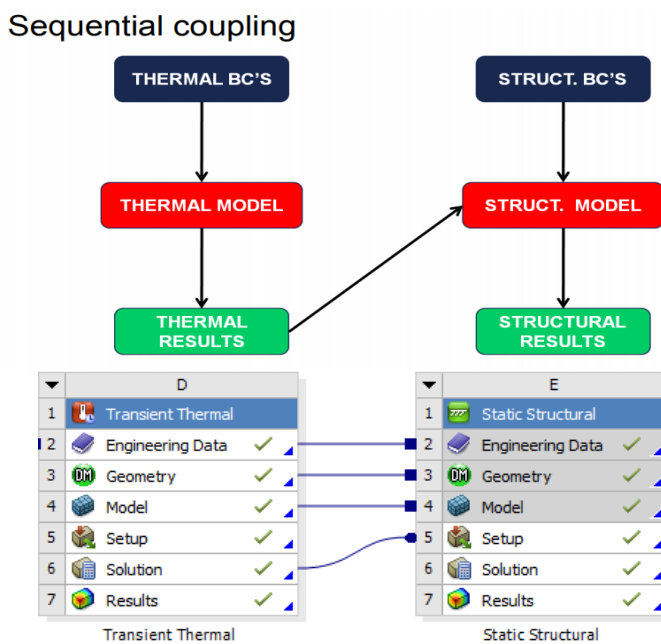 Sequential coupling
THERMAL BC'S
STRUCT. BC'S
THERMAL MODEL
STRUCT. MODEL
THERMAL
RESULTS
STRUCTURAL
RESULTS
D
1 Transient Thermal
2 Engineering Data
3 DM Geometry
4 Model
5 Setup
6 Solution
7 Results
Transient Thermal
E
1 Static Structural
2 Engineering Data
3 DM Geometry
4 Model
5 Setup
6 Solution
7 Results
Static Structural